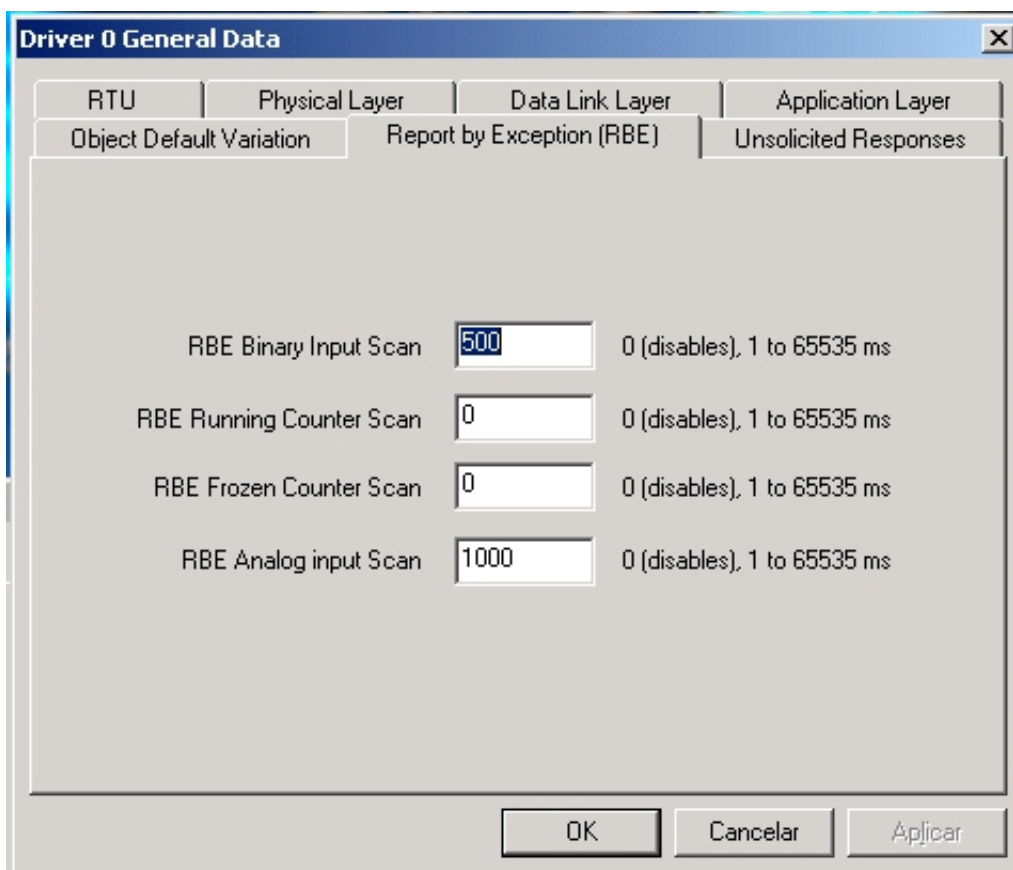 Driver 0 General Data
RTU Physical Layer Data Link Layer Application Layer
Object Default Variation Report by Exception (RBE) Unsolicited Responses
RBE Binary Input Scan 500 0 (disables), 1 to 65535 ms
RBE Running Counter Scan 0 0 (disables), 1 to 65535 ms
RBE Frozen Counter Scan 0 0 (disables), 1 to 65535 ms
RBE Analog input Scan 1000 0 (disables), 1 to 65535 ms
OK Cancelar Aplicar